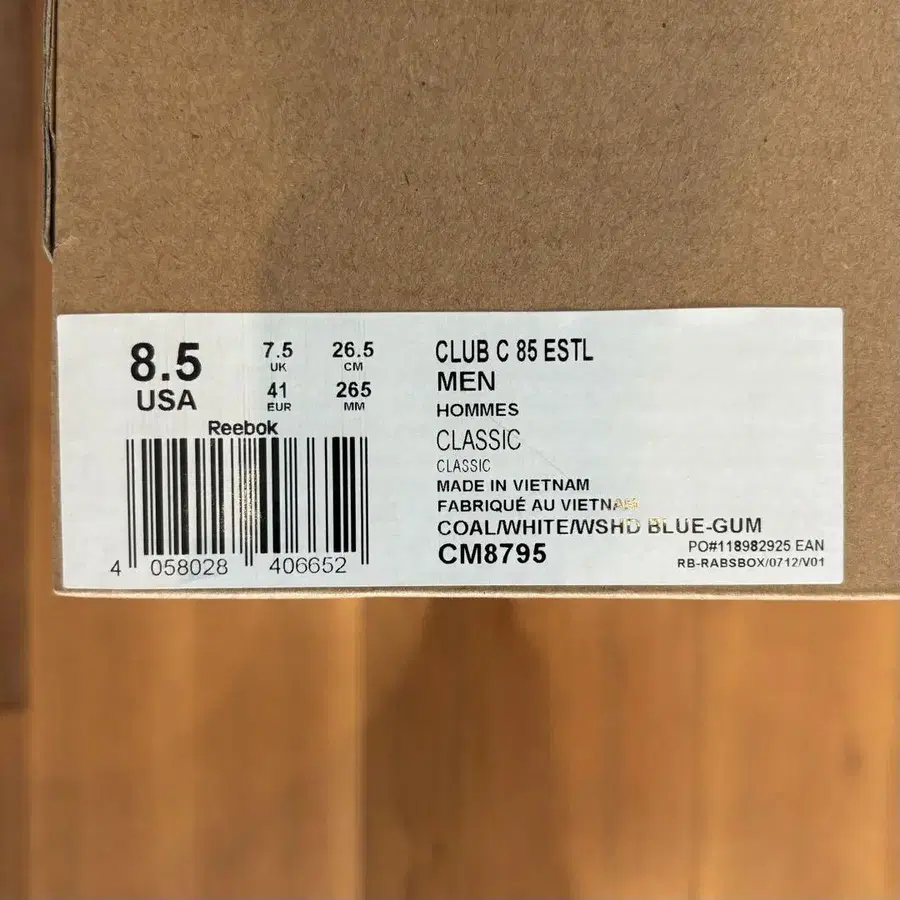 8.5
USA
7.5
UK
41
EUR
26.5
CM
265
MM
Reebok
4 058028 406652
CLUB C 85 ESTL
MEN
HOMMES
CLASSIC
CLASSIC
MADE IN VIETNAM
FABRIQUÉ AU VIETNAM
COAL/WHITE/WSHD BLUE-GUM
CM8795
PO#118982925 EAN
RB-RABSBOX/0712/V01